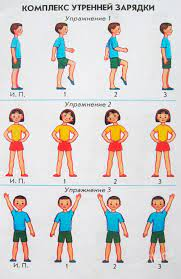 КОМПЛЕКС УТРЕННЕЙ ЗАРЯДКИ
Упражнение 1
И. П. 1 2 3
Упражнение 2
И. П. 1 2 3
Упражнение 3
И. П. 1 2 3